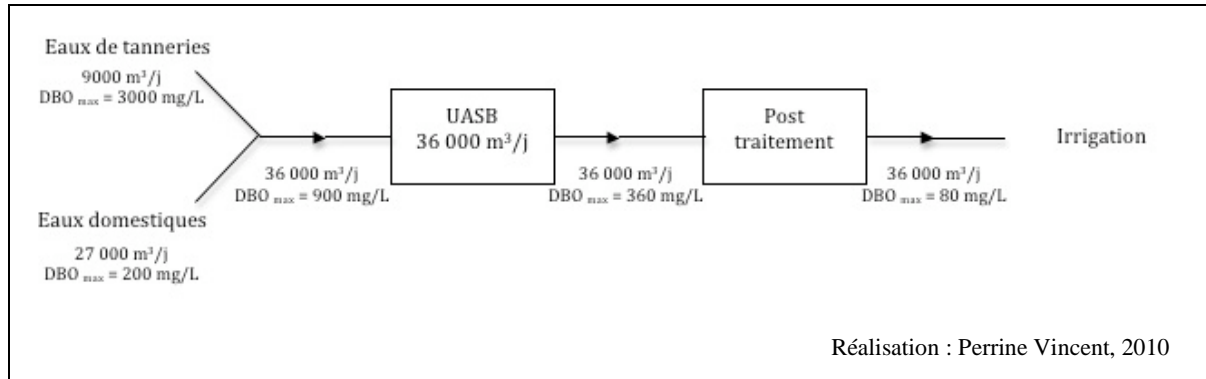 Eaux de tanneries
9000 m³/j
DBO max = 3000 mg/L
UASB
36 000 m³/j
Post
traitement
Irrigation
36 000 m³/j
DBO max = 900 mg/L
36 000 m³/j
DBO max = 360 mg/L
36 000 m³/j
DBO max = 80 mg/L
Eaux domestiques
27 000 m³/j
DBO max = 200 mg/L
Réalisation : Perrine Vincent, 2010